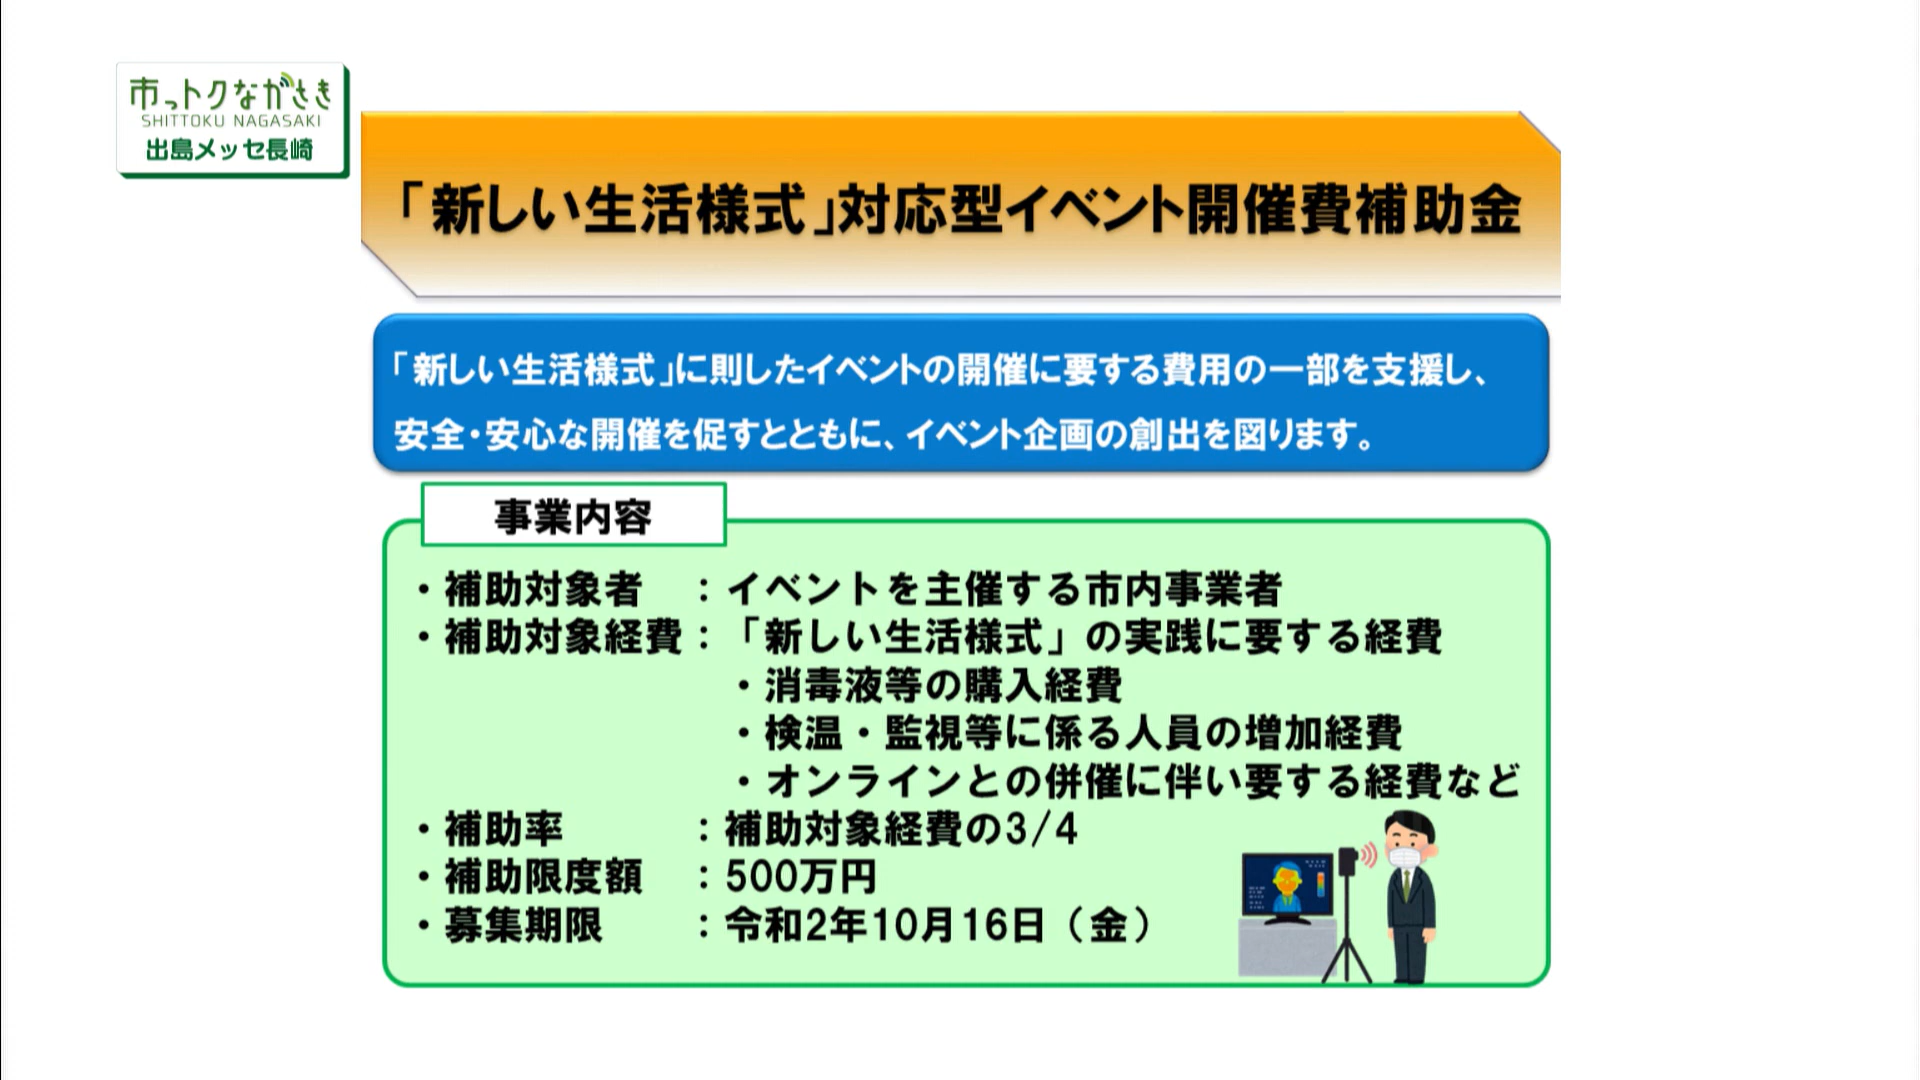 市っトクながさき
SHITTOKU NAGASAKI
出島メッセ長崎
「新しい生活様式」対応型イベント開催費補助金
「新しい生活様式」に則したイベントの開催に要する費用の一部を支援し、
安全・安心な開催を促すとともに、イベント企画の創出を図ります。
事業内容
・補助対象者　：イベントを主催する市内事業者
・補助対象経費：「新しい生活様式」の実践に要する経費
・消毒液等の購入経費
・検温・監視等に係る人員の増加経費
・オンラインとの併催に伴い要する経費など
・補助率　　　：補助対象経費の3/4
・補助限度額　：500万円
・募集期限　　：令和2年10月16日（金）